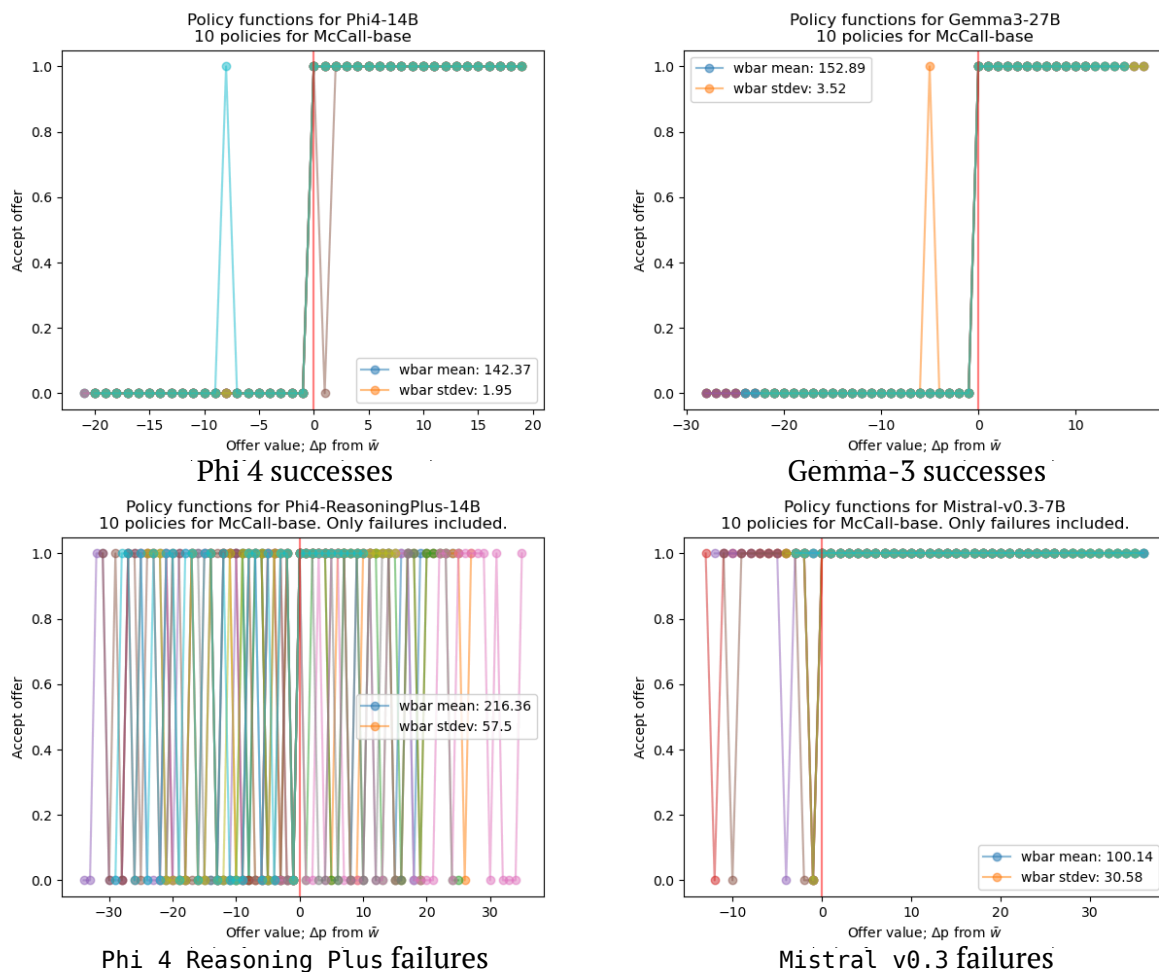 Policy functions for Phi4-14B
10 policies for McCall-base
1.0
0.8
0.6
0.4
0.2
0.0
Accept offer
wbar mean: 142.37
wbar stdev: 1.95
−20 −15 −10 −5 0 5 10 15 20
Offer value; Δp from w̄
Phi 4 successes
Policy functions for Gemma3-27B
10 policies for McCall-base
1.0
0.8
0.6
0.4
0.2
0.0
Accept offer
wbar mean: 152.89
wbar stdev: 3.52
−30 −20 −10 0 10
Offer value; Δp from w̄
Gemma-3 successes
Policy functions for Phi4-ReasoningPlus-14B
10 policies for McCall-base. Only failures included.
1.0
0.8
0.6
0.4
0.2
0.0
Accept offer
wbar mean: 216.36
wbar stdev: 57.5
−30 −20 −10 0 10 20 30
Offer value; Δp from w̄
Phi 4 Reasoning Plus failures
Policy functions for Mistral-v0.3-7B
10 policies for McCall-base. Only failures included.
1.0
0.8
0.6
0.4
0.2
0.0
Accept offer
wbar mean: 100.14
wbar stdev: 30.58
−10 0 10 20 30
Offer value; Δp from w̄
Mistral v0.3 failures